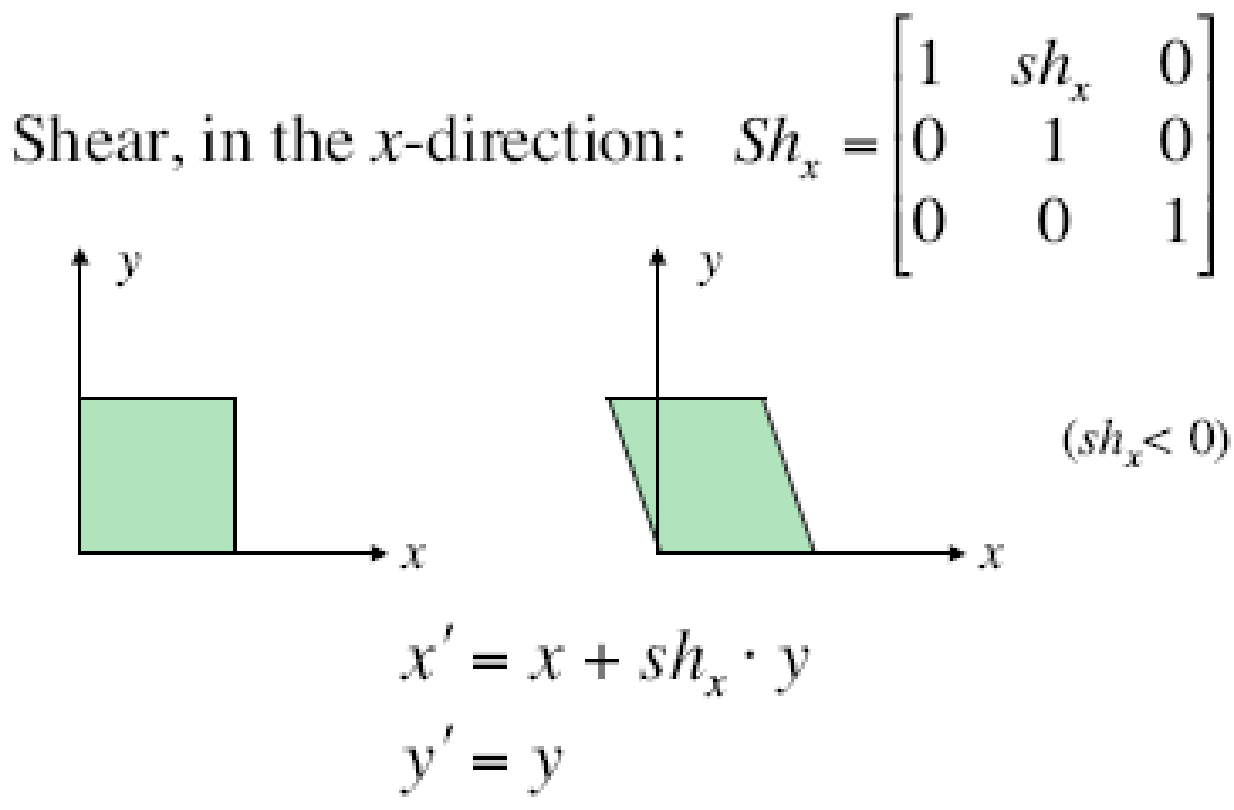 Shear, in the x-direction: Shₓ = [1 shₓ 0
0 1 0
0 0 1]
y
y
(shₓ< 0)
x
x
x′ = x + shₓ · y
y′ = y